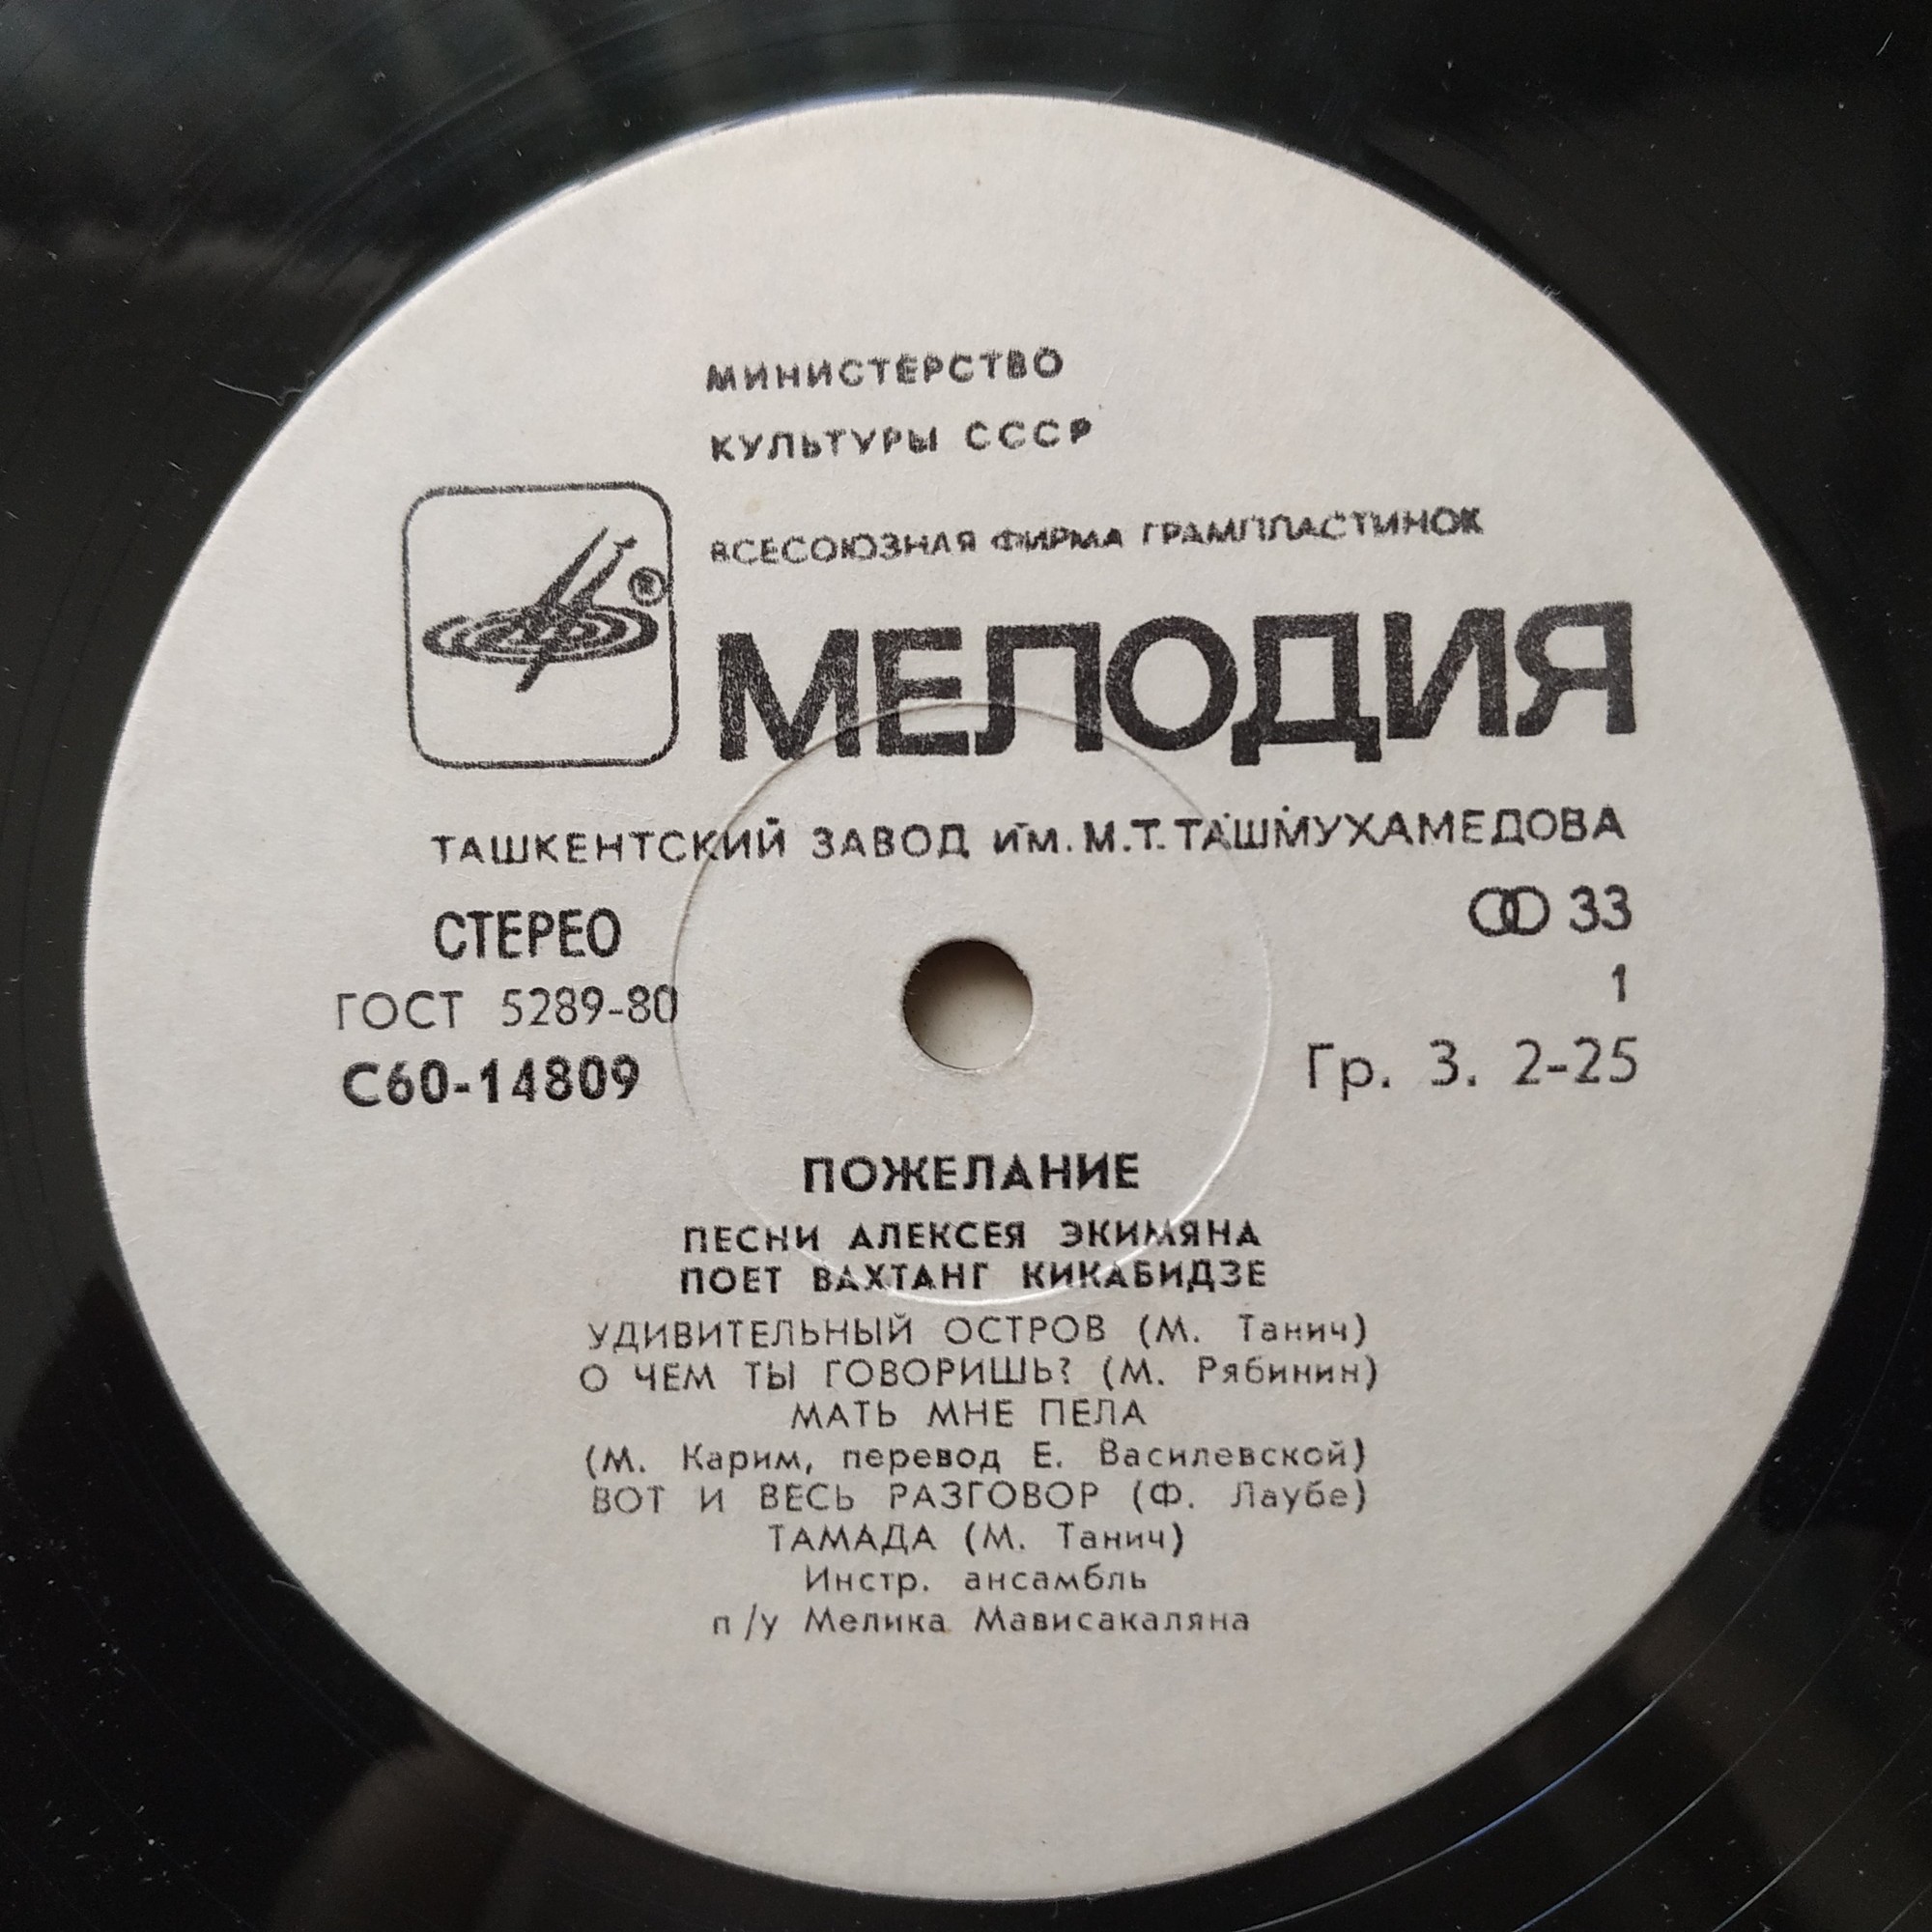 МИНИСТЕРСТВО
КУЛЬТУРЫ СССР
ВСЕСОЮЗНАЯ ФИРМА ГРАМПЛАСТИНОК
®
МЕЛОДИЯ
ТАШКЕНТСКИЙ ЗАВОД ИМ. М.Т. ТАШМУХАМЕДОВА
СТЕРЕО 33
ГОСТ 5289-80 1
С60-14809 Гр. 3. 2-25
ПОЖЕЛАНИЕ
ПЕСНИ АЛЕКСЕЯ ЭКИМЯНА
ПОЕТ ВАХТАНГ КИКАБИДЗЕ
УДИВИТЕЛЬНЫЙ ОСТРОВ (М. Танич)
О ЧЕМ ТЫ ГОВОРИШЬ? (М. Рябинин)
МАТЬ МНЕ ПЕЛА
(М. Карим, перевод Е. Василевской)
ВОТ И ВЕСЬ РАЗГОВОР (Ф. Лаубе)
ТАМАДА (М. Танич)
Инстр. ансамбль
п/у Мелика Мависакаляна